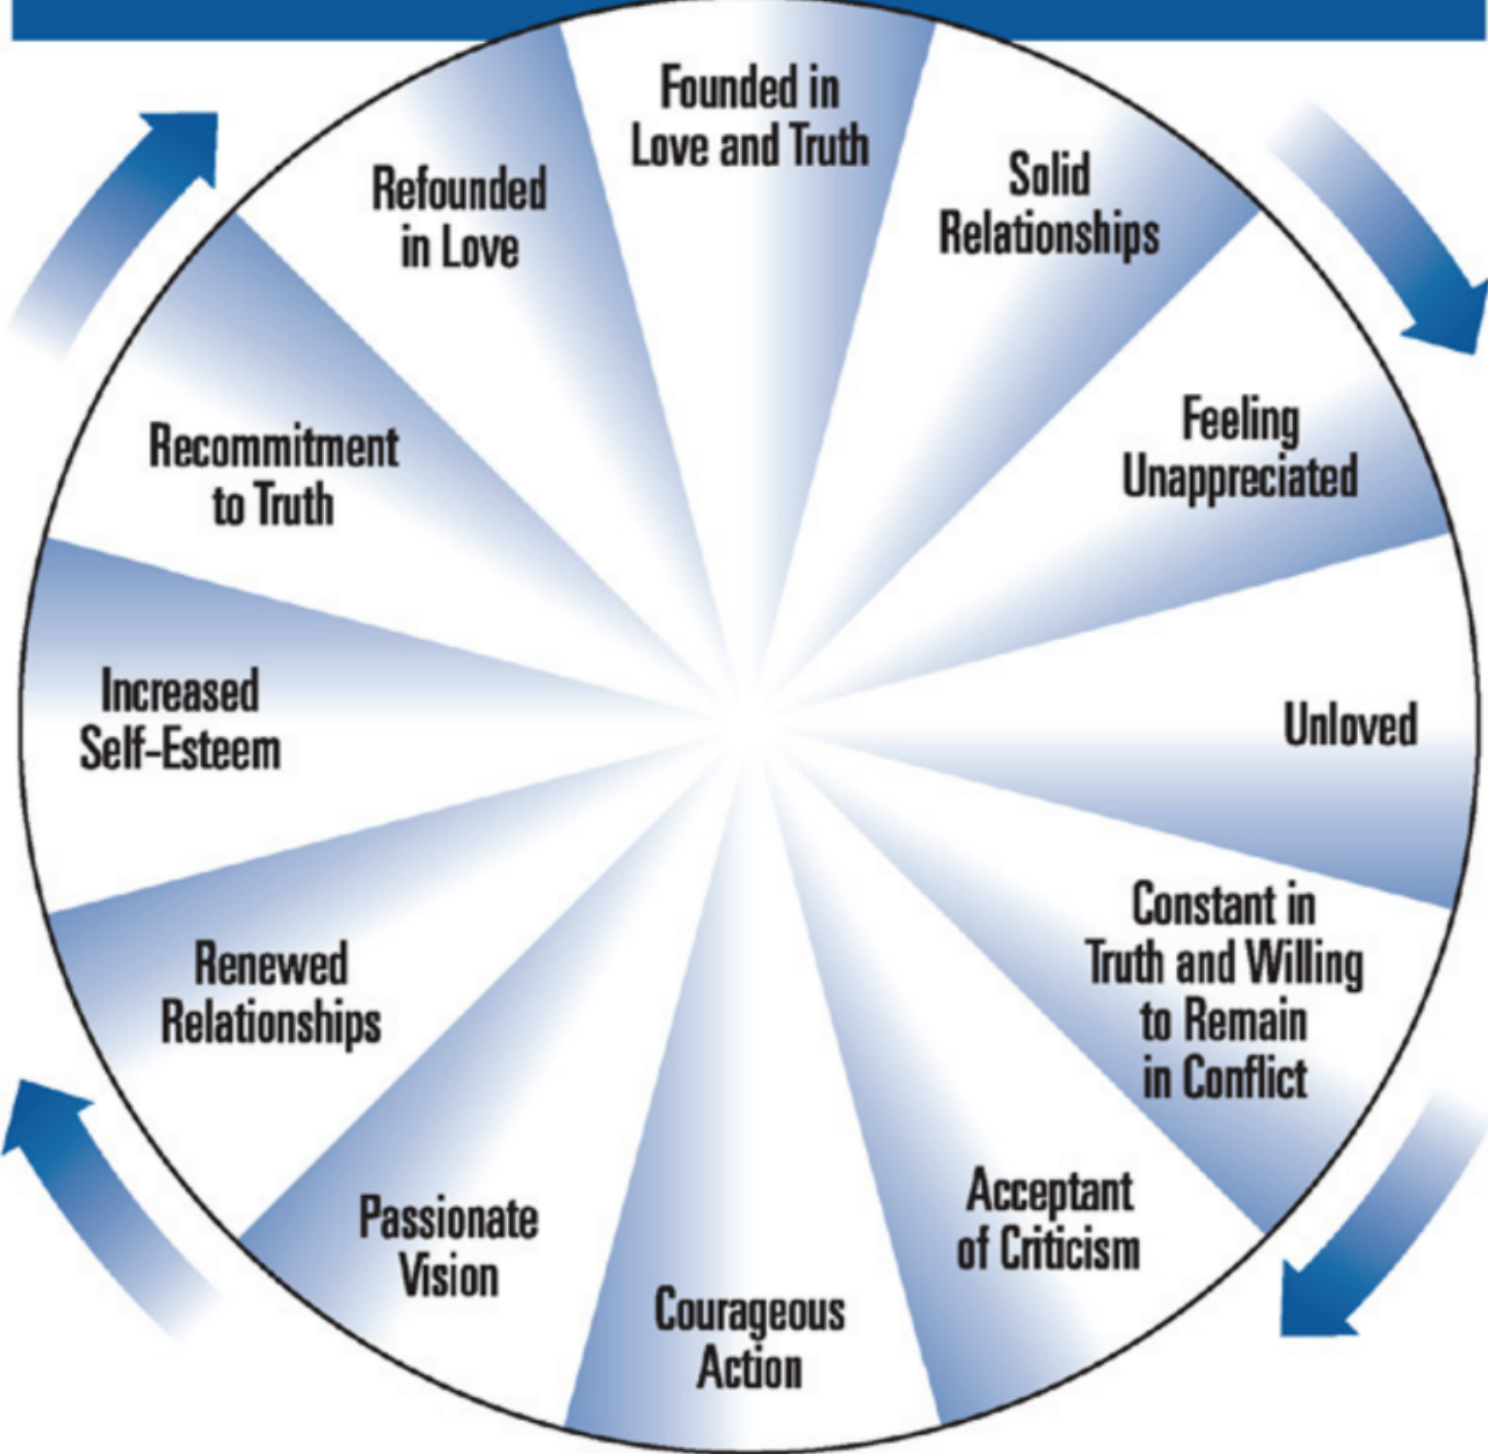 Founded in
Love and Truth
Solid
Relationships
Feeling
Unappreciated
Unloved
Constant in
Truth and Willing
to Remain
in Conflict
Acceptant
of Criticism
Courageous
Action
Passionate
Vision
Renewed
Relationships
Increased
Self-Esteem
Recommitment
to Truth
Refounded
in Love